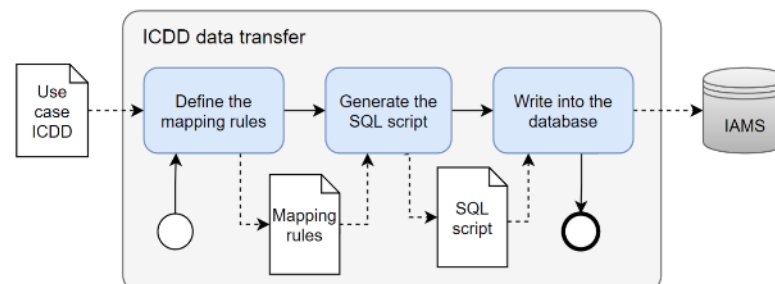 ICDD data transfer
Use
case
ICDD
Define the
mapping rules
Generate the
SQL script
Write into the
database
IAMS
Mapping
rules
SQL
script